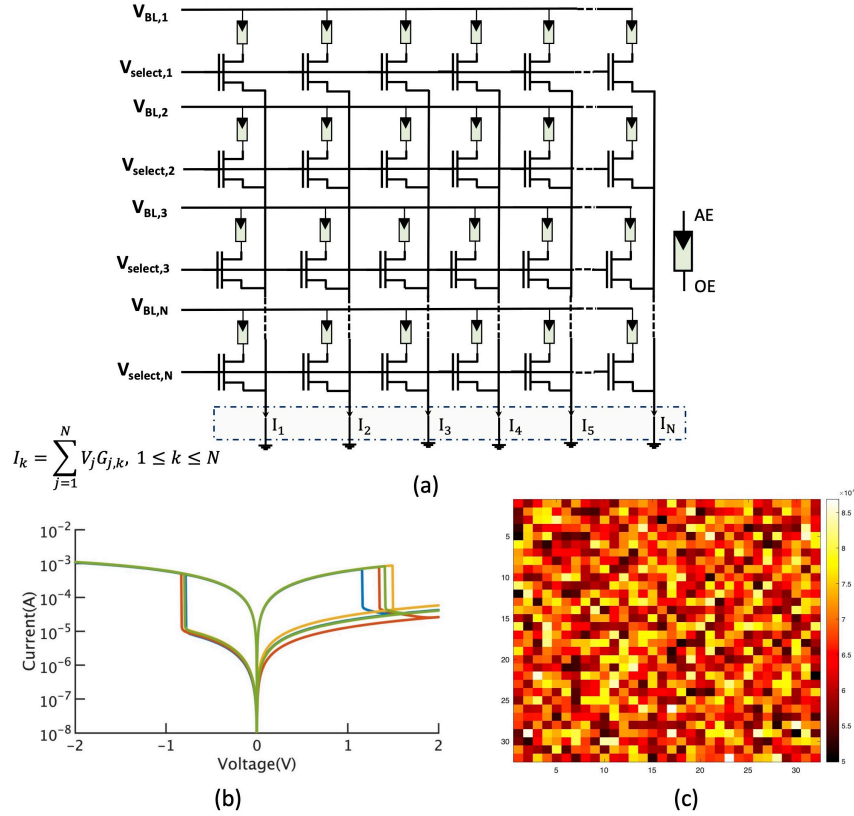 V_BL,1
V_select,1
V_BL,2
V_select,2
V_BL,3
V_select,3
V_BL,N
V_select,N
AE
OE
I_1 I_2 I_3 I_4 I_5 I_N
I_k = \sum_{j=1}^{N} V_j G_{j,k}, 1 ≤ k ≤ N
(a)
10^-2
10^-3
10^-4
10^-5
10^-6
10^-7
10^-8
Current(A)
-2 -1 0 1 2
Voltage(V)
(b)
5
10
15
20
25
30
5 10 15 20 25 30
8.5
8
7.5
7
6.5
6
5.5
5
(c)